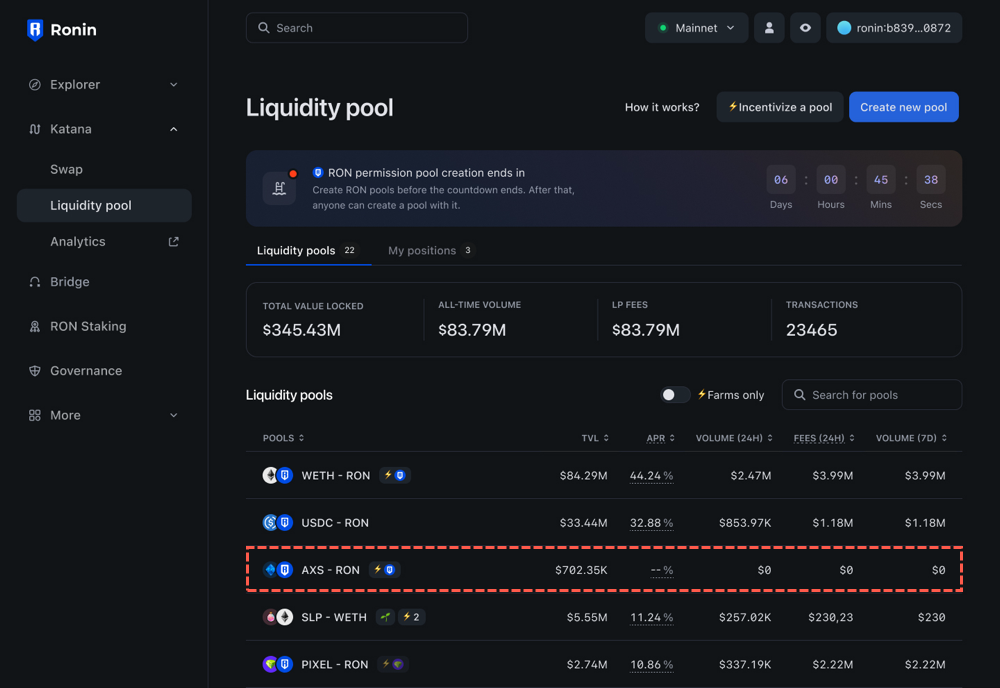 Ronin
Search
Mainnet
ronin:b839...0872
Explorer
Katana
Swap
Liquidity pool
Analytics
Bridge
RON Staking
Governance
More
Liquidity pool
How it works?
⚡Incentivize a pool
Create new pool
RON permission pool creation ends in
Create RON pools before the countdown ends. After that,
anyone can create a pool with it.
06 : 00 : 45 : 38
Days Hours Mins Secs
Liquidity pools 22 My positions 3
TOTAL VALUE LOCKED ALL-TIME VOLUME LP FEES TRANSACTIONS
$345.43M $83.79M $83.79M 23465
Liquidity pools
⚡Farms only
Search for pools
POOLS TVL APR VOLUME (24H) FEES (24H) VOLUME (7D)
WETH - RON ⚡ $84.29M 44.24 % $2.47M $3.99M $3.99M
USDC - RON $33.44M 32.88 % $853.97K $1.18M $1.18M
AXS - RON ⚡ $702.35K -- % $0 $0 $0
SLP - WETH ⚡ 2 $5.55M 11.24 % $257.02K $230,23 $230
PIXEL - RON ⚡ $2.74M 10.86 % $337.19K $2.22M $2.22M